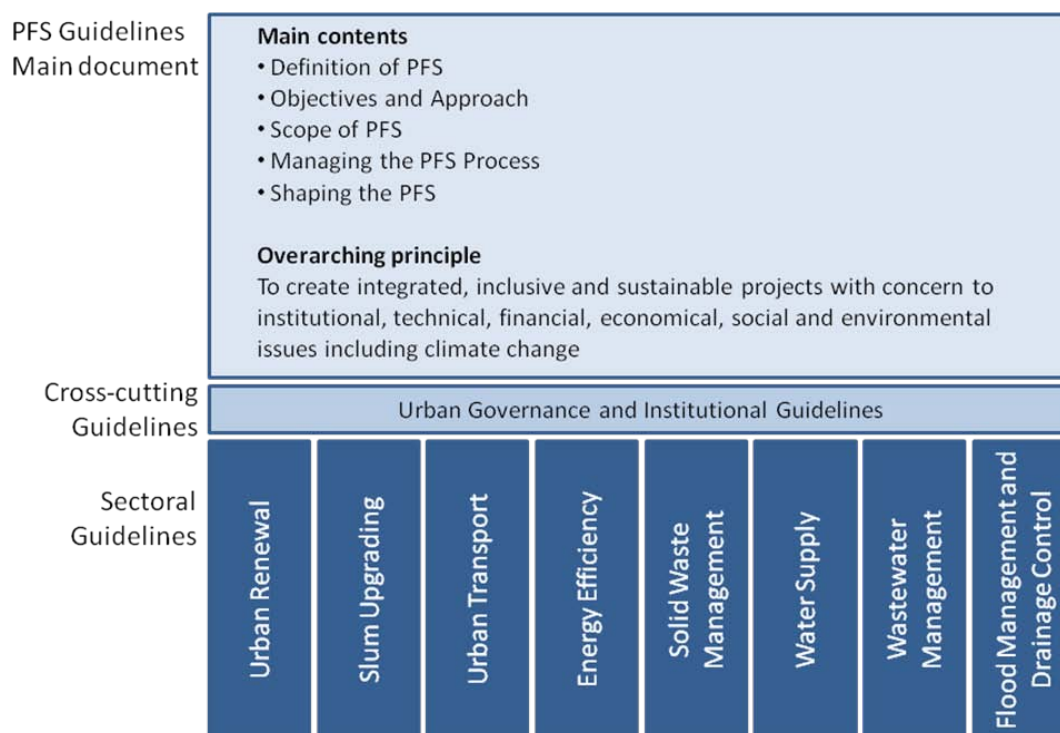 PFS Guidelines
Main document
Main contents
• Definition of PFS
• Objectives and Approach
• Scope of PFS
• Managing the PFS Process
• Shaping the PFS
Overarching principle
To create integrated, inclusive and sustainable projects with concern to
institutional, technical, financial, economical, social and environmental
issues including climate change
Cross-cutting
Guidelines
Urban Governance and Institutional Guidelines
Sectoral
Guidelines
Urban Renewal
Slum Upgrading
Urban Transport
Energy Efficiency
Solid Waste
Management
Water Supply
Wastewater
Management
Flood Management and
Drainage Control